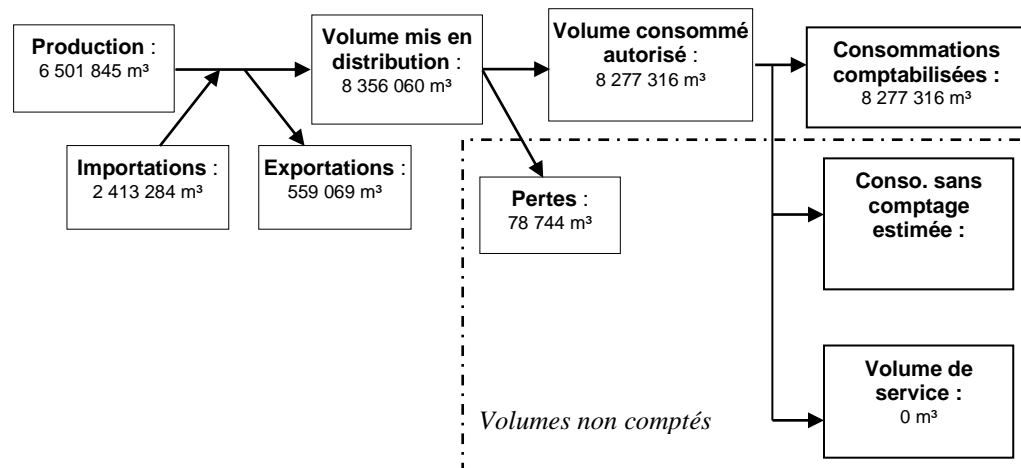 Production :
6 501 845 m³
Volume mis en
distribution :
8 356 060 m³
Volume consommé
autorisé :
8 277 316 m³
Consommations
comptabilisées :
8 277 316 m³
Importations :
2 413 284 m³
Exportations :
559 069 m³
Pertes :
78 744 m³
Conso. sans
comptage
estimée :
Volume de
service :
0 m³
Volumes non comptés